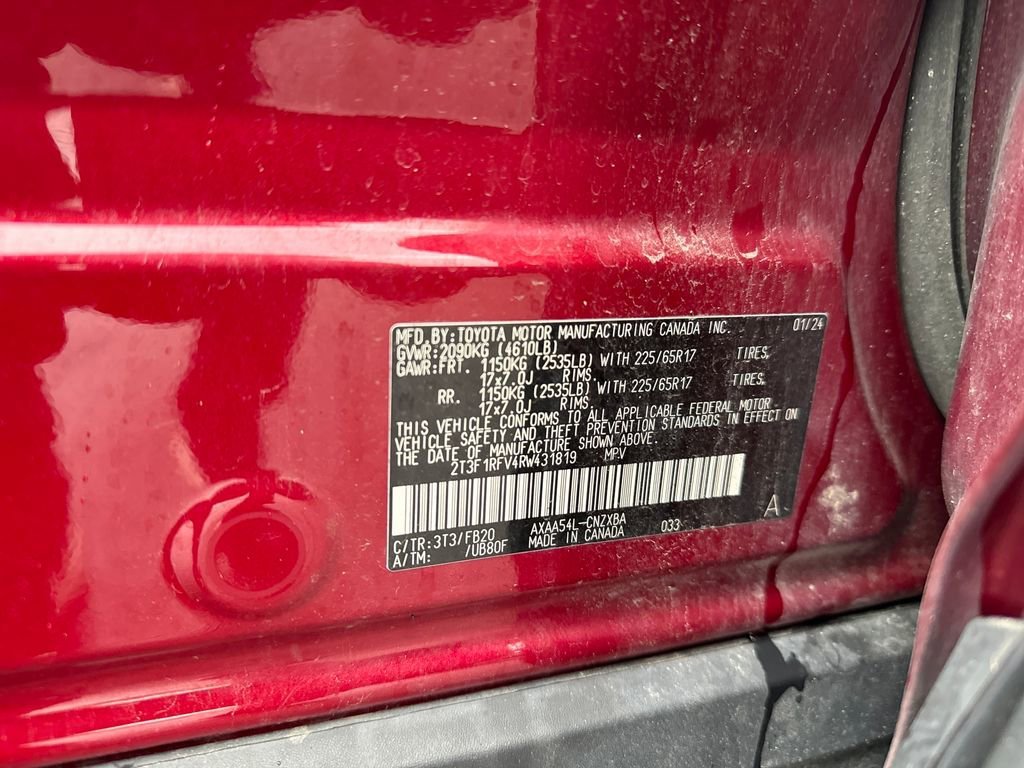 MFD.BY:TOYOTA MOTOR MANUFACTURING CANADA INC. 01/24
GVWR:2090KG (4610LB)
GAWR:FRT. 1150KG (2535LB) WITH 225/65R17 TIRES,
17x7.0J RIMS
RR. 1150KG (2535LB) WITH 225/65R17 TIRES,
17x7.0J RIMS
THIS VEHICLE CONFORMS TO ALL APPLICABLE FEDERAL MOTOR
VEHICLE SAFETY AND THEFT PREVENTION STANDARDS IN EFFECT ON
THE DATE OF MANUFACTURE SHOWN ABOVE.
2T3F1RFV4RW431819 MPV
C/TR:3T3/FB20 AXAA54L-CNZXBA 033 A
A/TM: /UB80F MADE IN CANADA